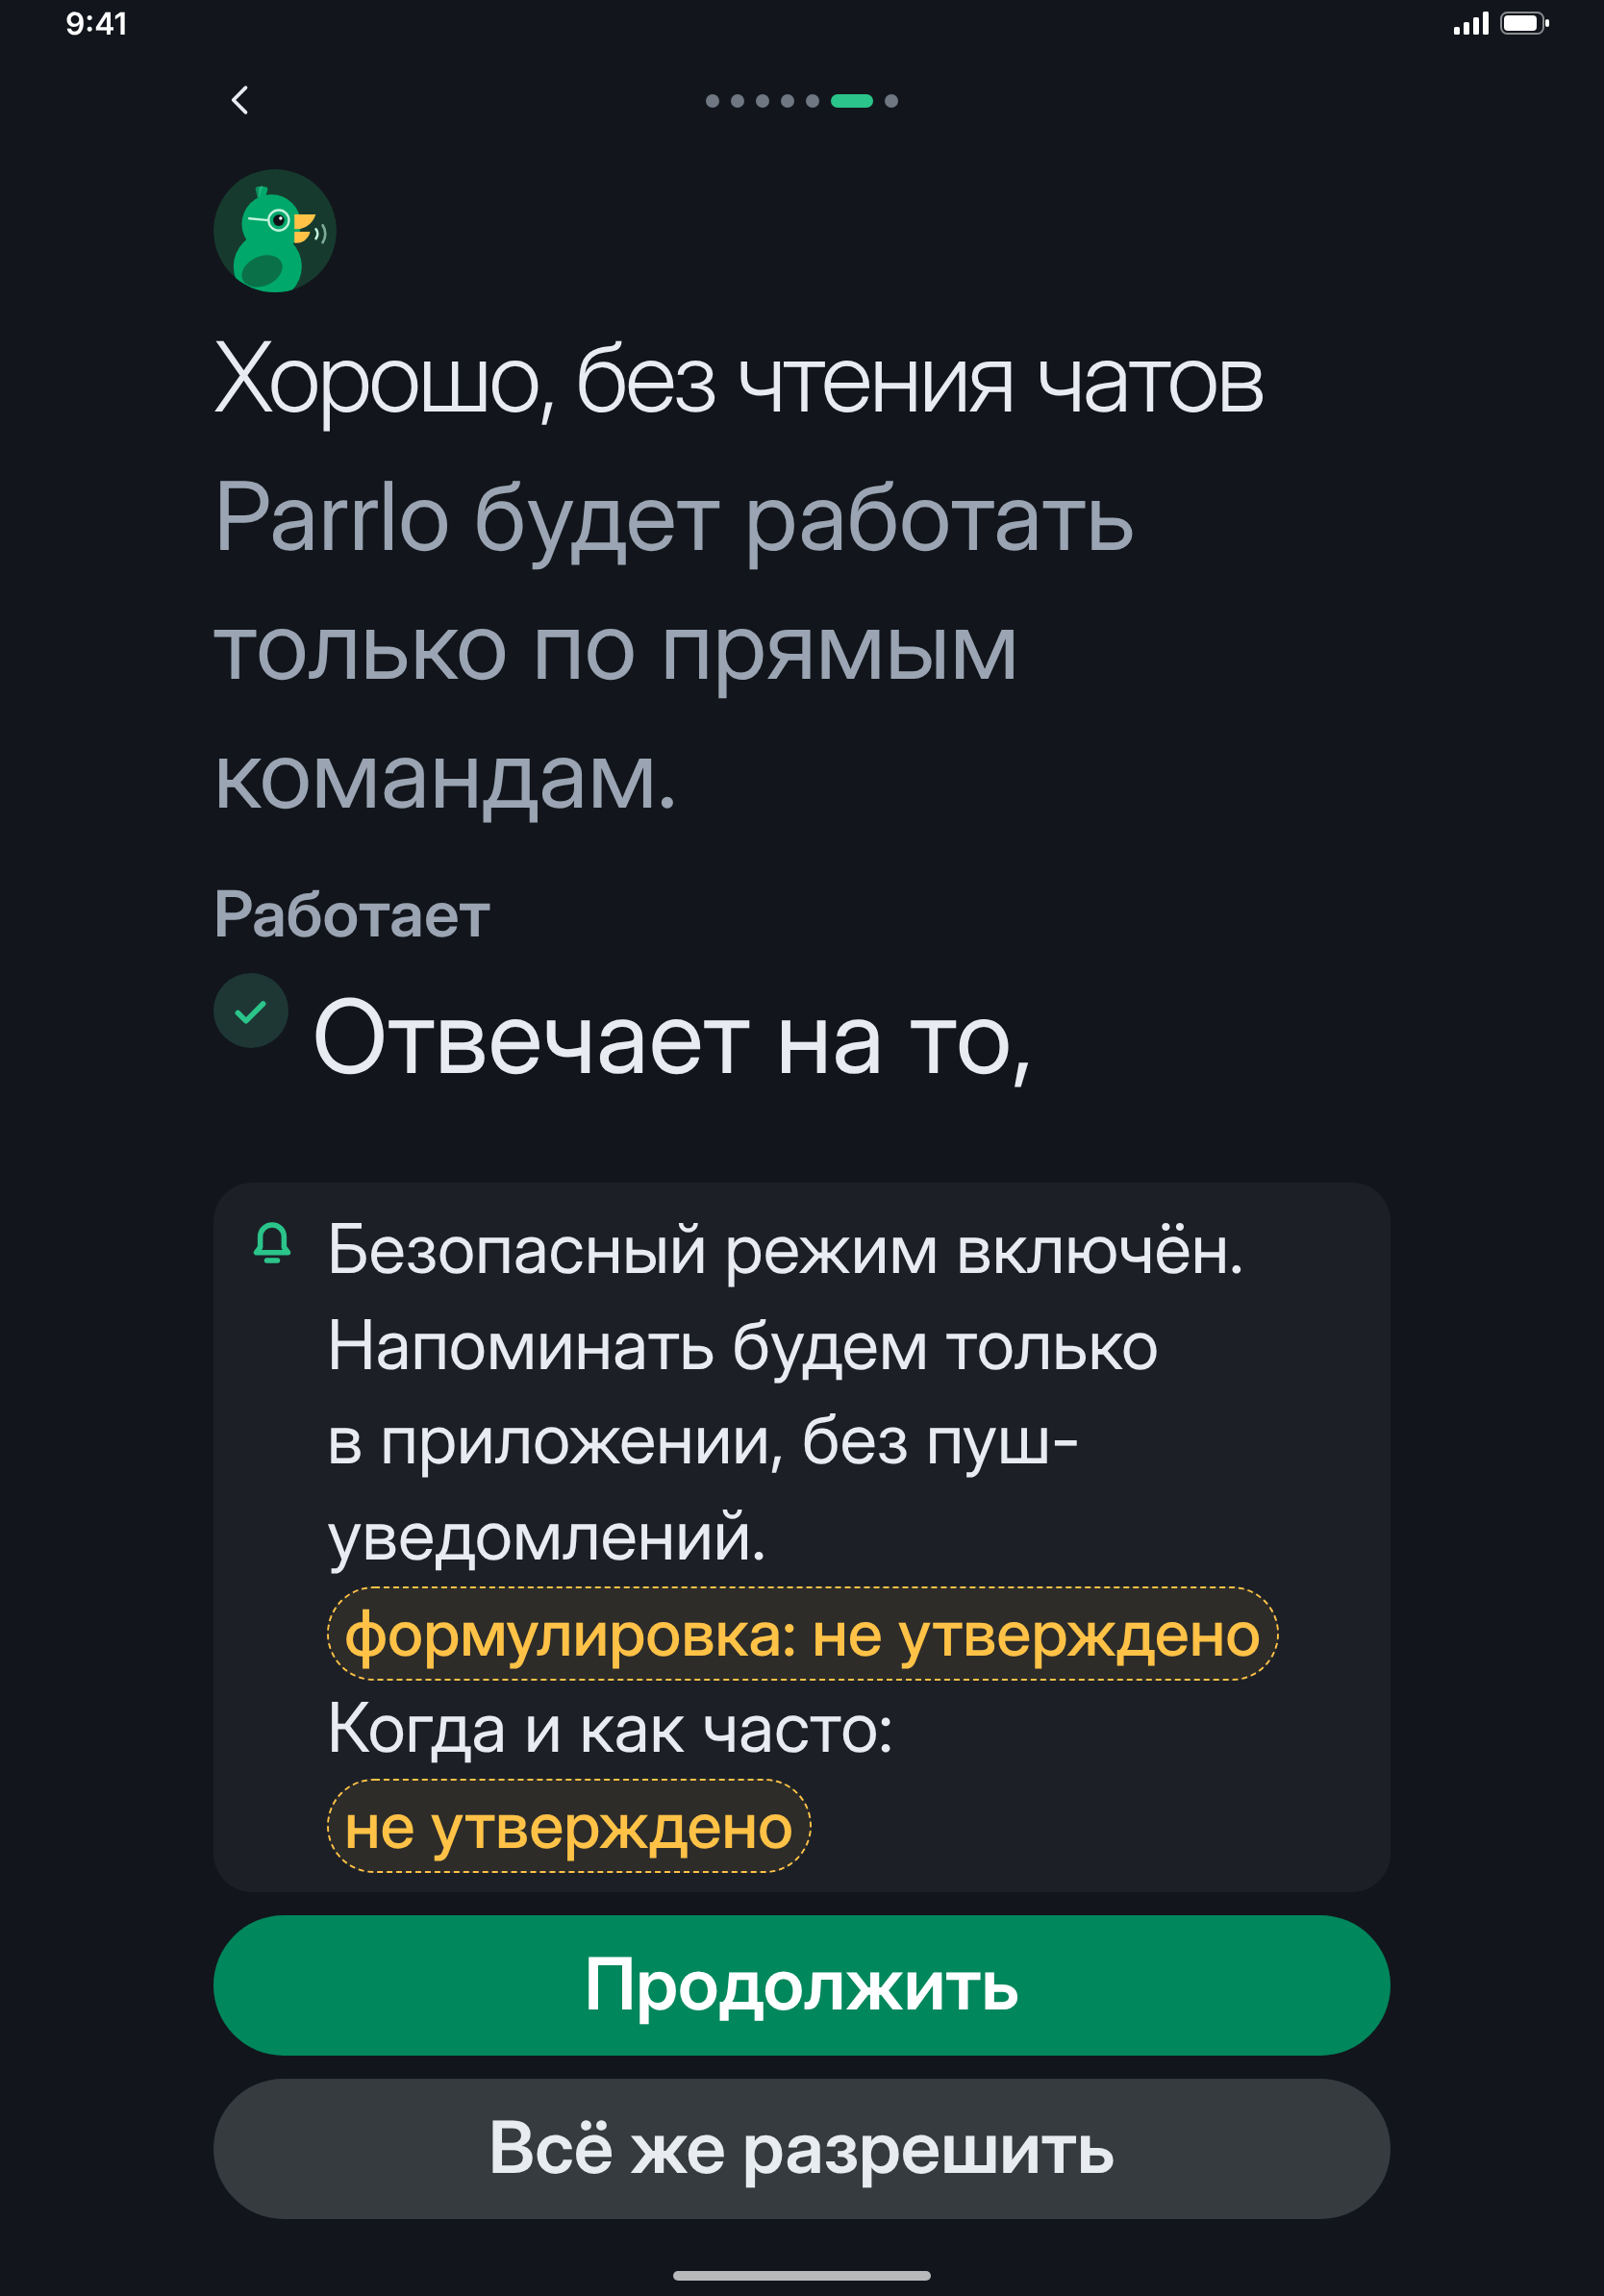 9:41
Хорошо, без чтения чатов
Parrlo будет работать
только по прямым
командам.
Работает
Отвечает на то,
Безопасный режим включён.
Напоминать будем только
в приложении, без пуш-
уведомлений.
формулировка: не утверждено
Когда и как часто:
не утверждено
Продолжить
Всё же разрешить